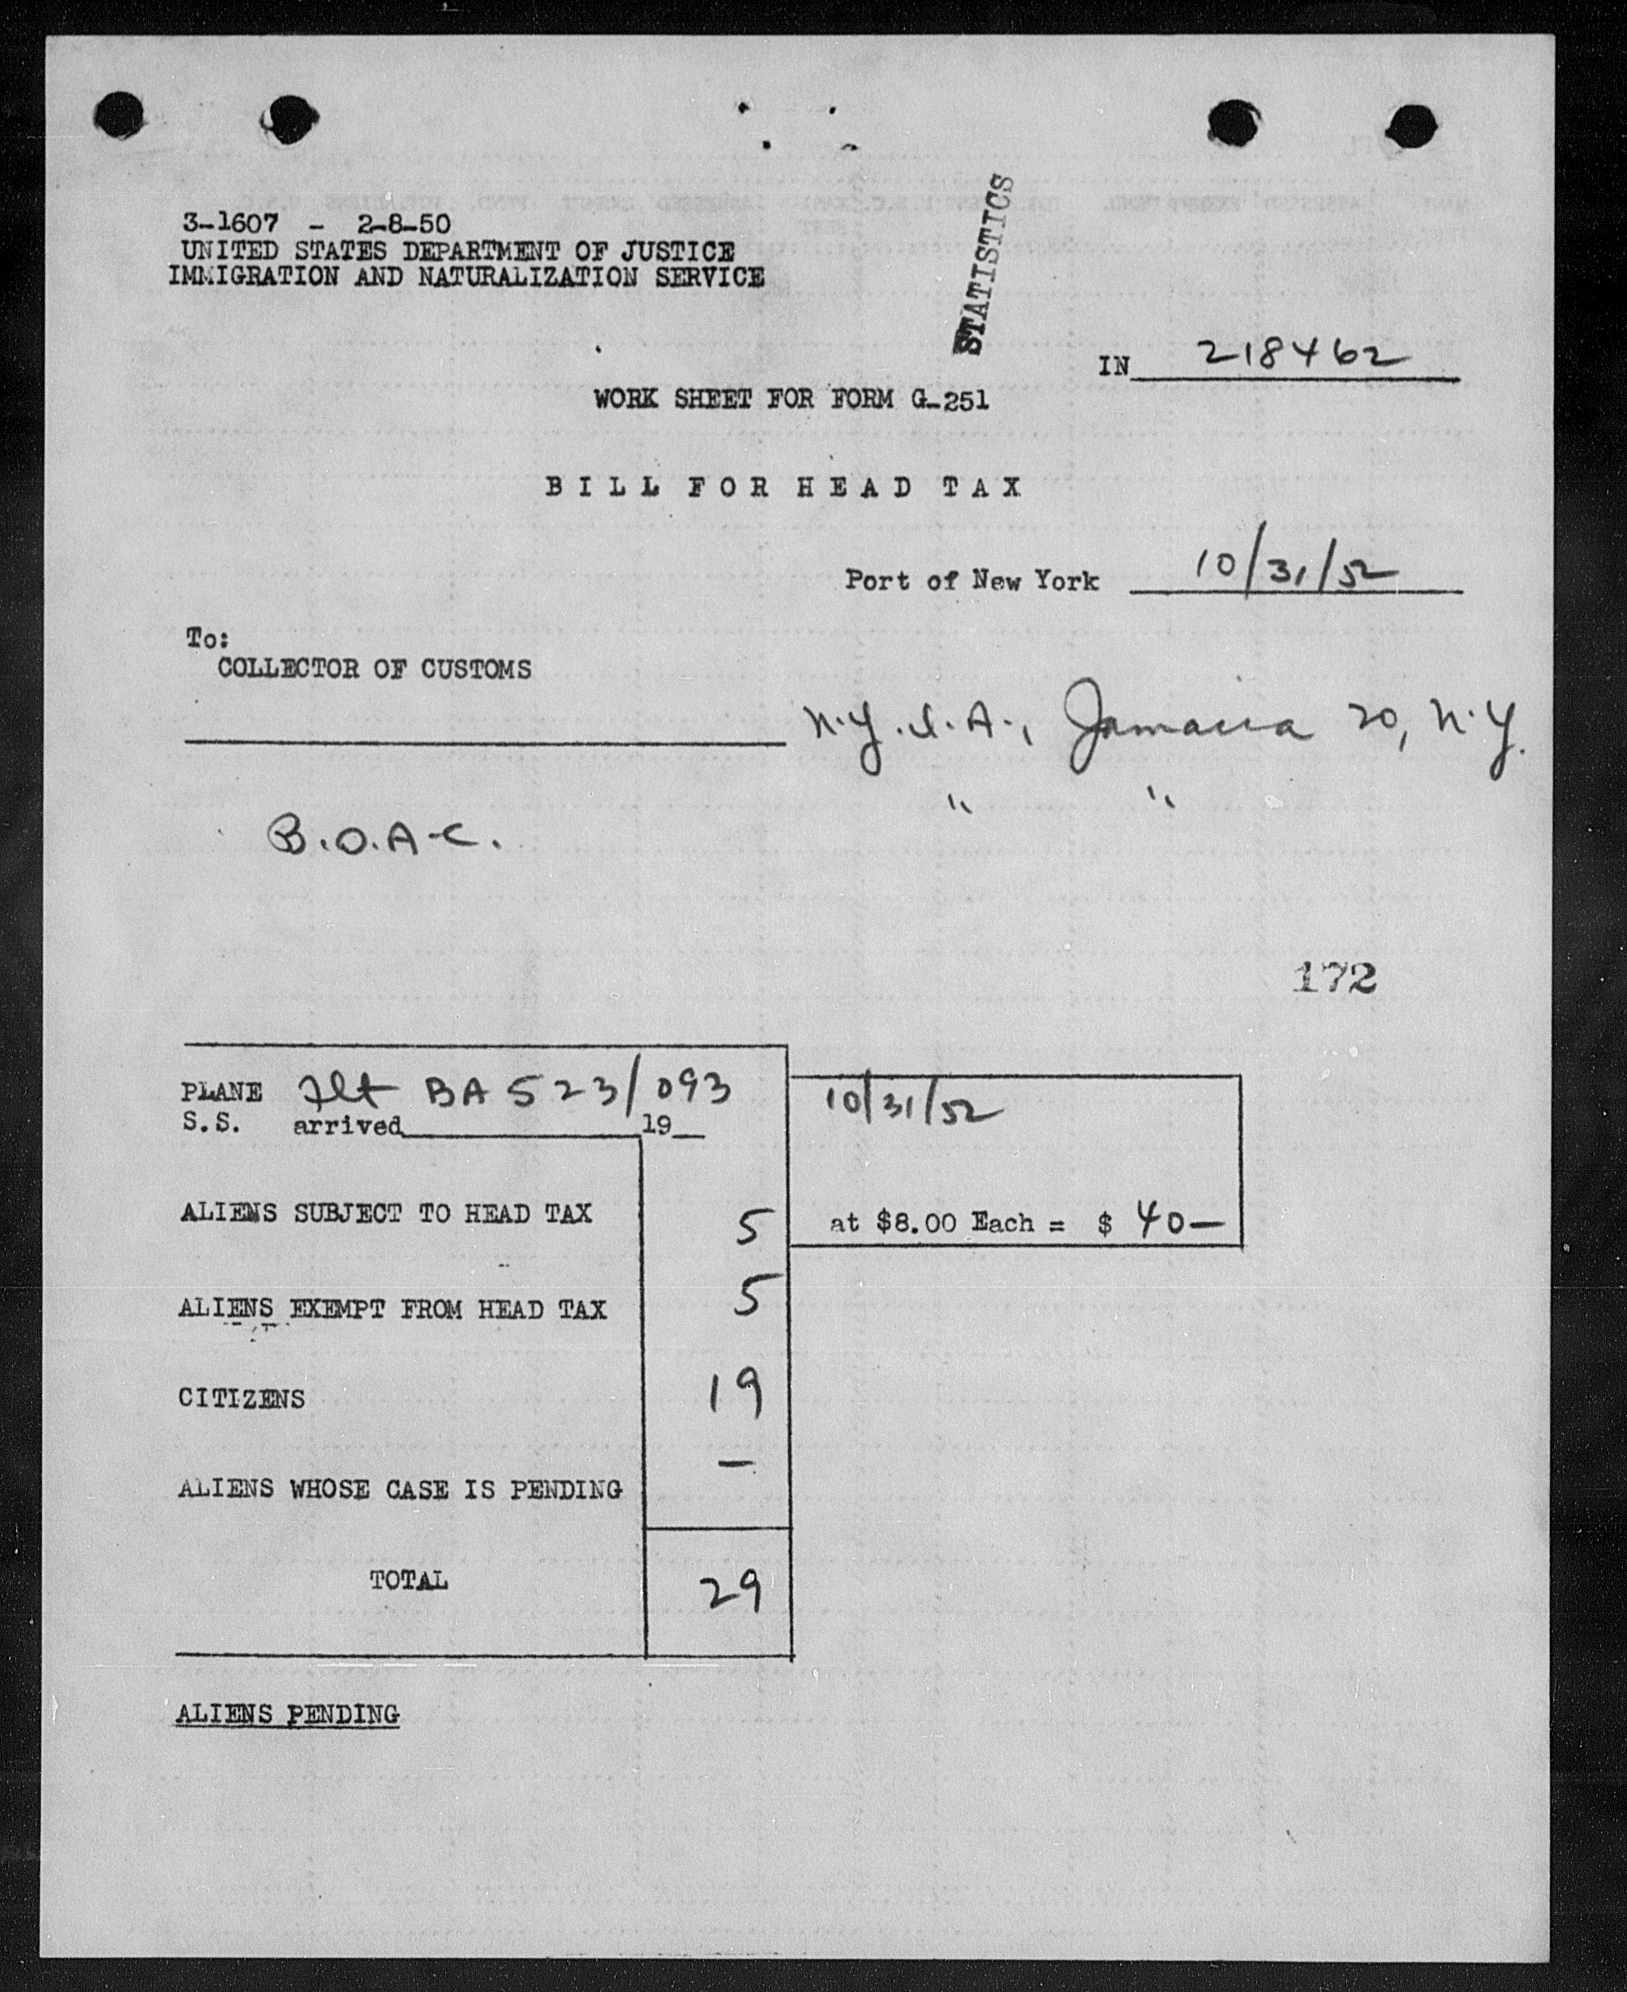 STATISTICS
3-1607 - 2-8-50
UNITED STATES DEPARTMENT OF JUSTICE
IMMIGRATION AND NATURALIZATION SERVICE
IN 218462
WORK SHEET FOR FORM G-251
BILL FOR HEAD TAX
Port of New York 10/31/52
To:
COLLECTOR OF CUSTOMS
N.Y.I.A., Jamaica 20, N.Y.
" "
B.O.A.C.
172
PLANE Flt BA 523/093
S.S. arrived 19
10/31/52
ALIENS SUBJECT TO HEAD TAX 5 at $8.00 Each = $ 40-
ALIENS EXEMPT FROM HEAD TAX 5
CITIZENS 19
ALIENS WHOSE CASE IS PENDING -
TOTAL 29
ALIENS PENDING